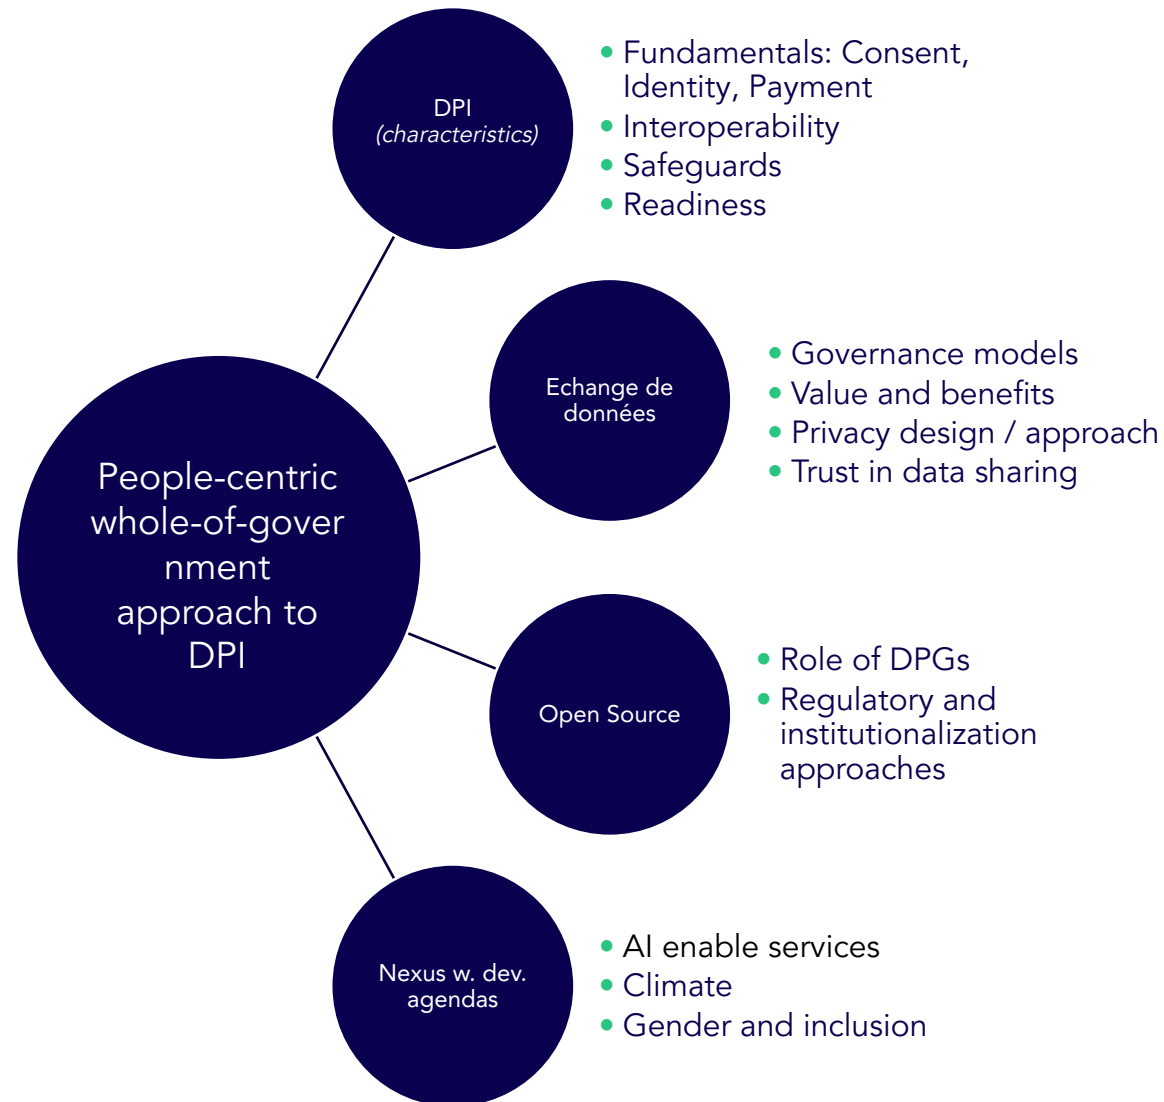 DPI
(characteristics)
• Fundamentals: Consent,
Identity, Payment
• Interoperability
• Safeguards
• Readiness
Echange de
données
• Governance models
• Value and benefits
• Privacy design / approach
• Trust in data sharing
People-centric
whole-of-gover
nment
approach to
DPI
Open Source
• Role of DPGs
• Regulatory and
institutionalization
approaches
Nexus w. dev.
agendas
• AI enable services
• Climate
• Gender and inclusion